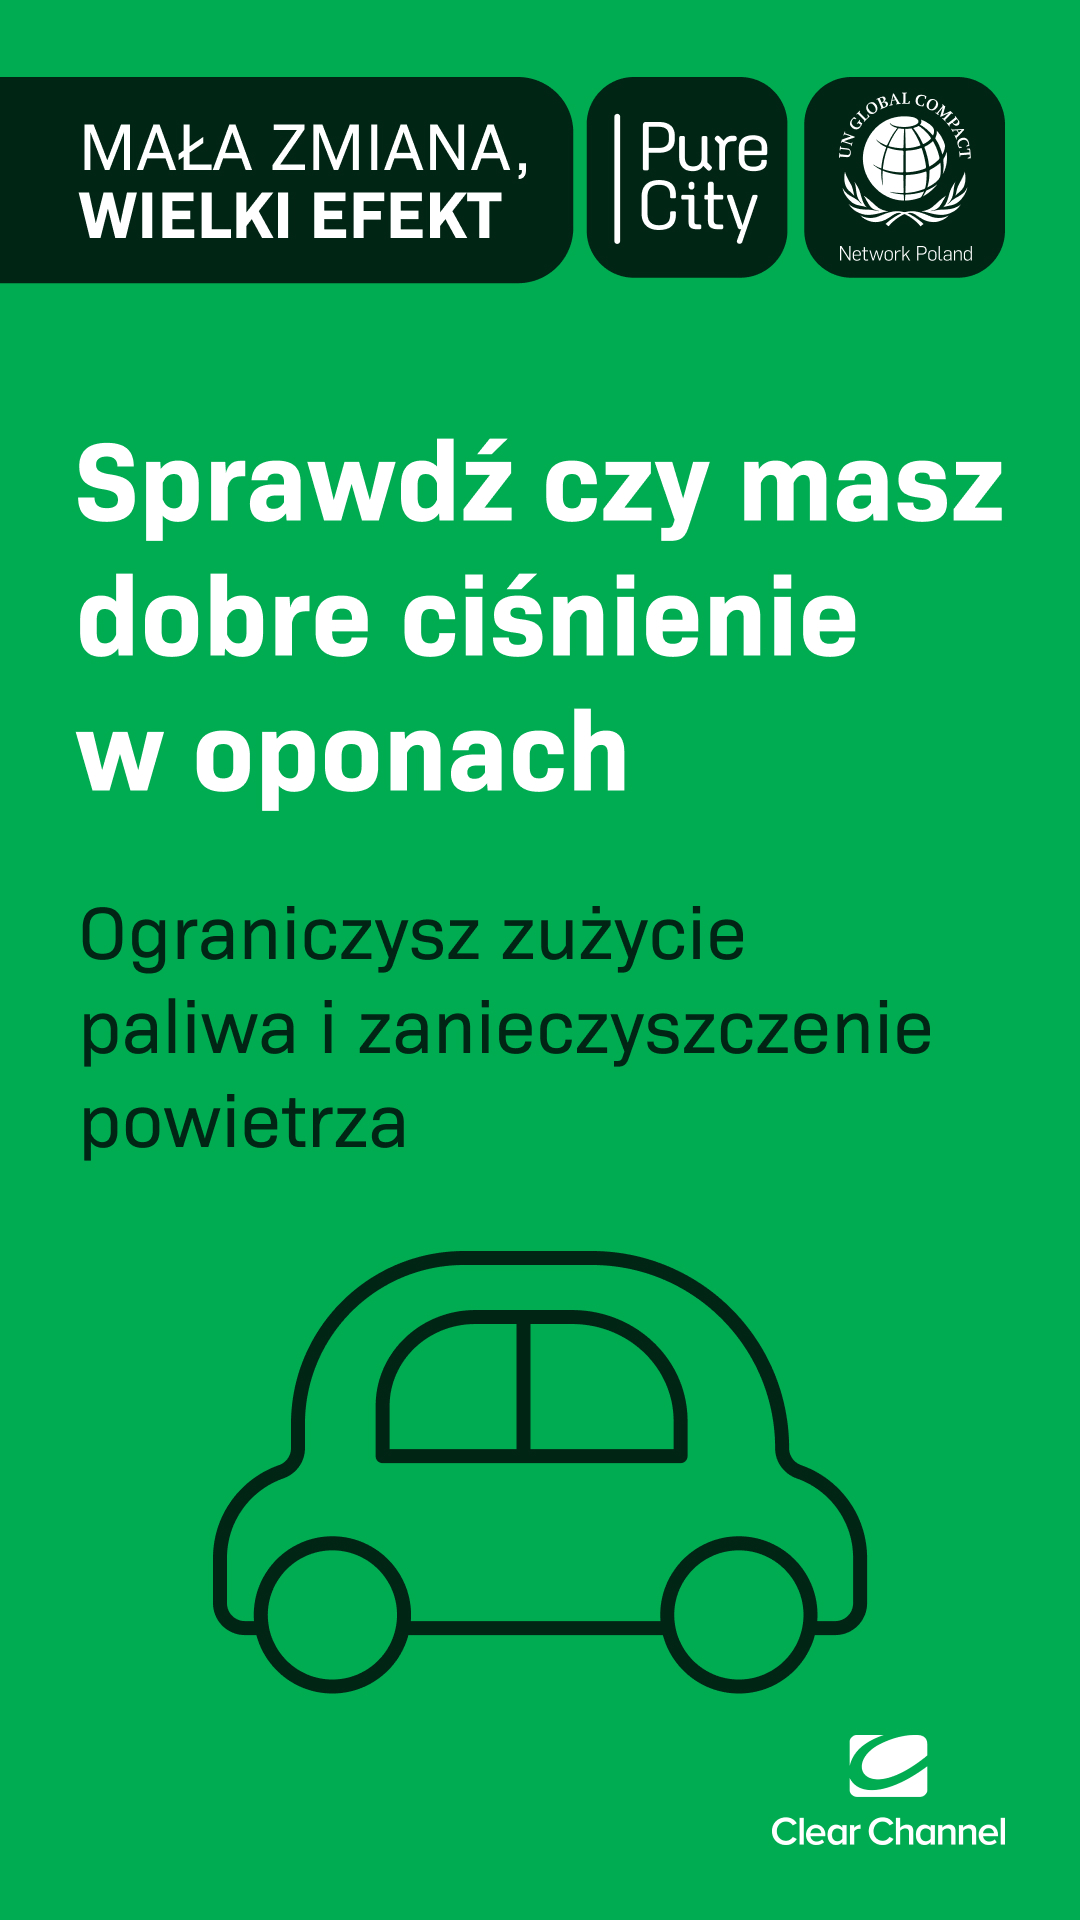 MAŁA ZMIANA,
WIELKI EFEKT
Pure
City
UN GLOBAL COMPACT
Network Poland
Sprawdź czy masz
dobre ciśnienie
w oponach
Ograniczysz zużycie
paliwa i zanieczyszczenie
powietrza
Clear Channel